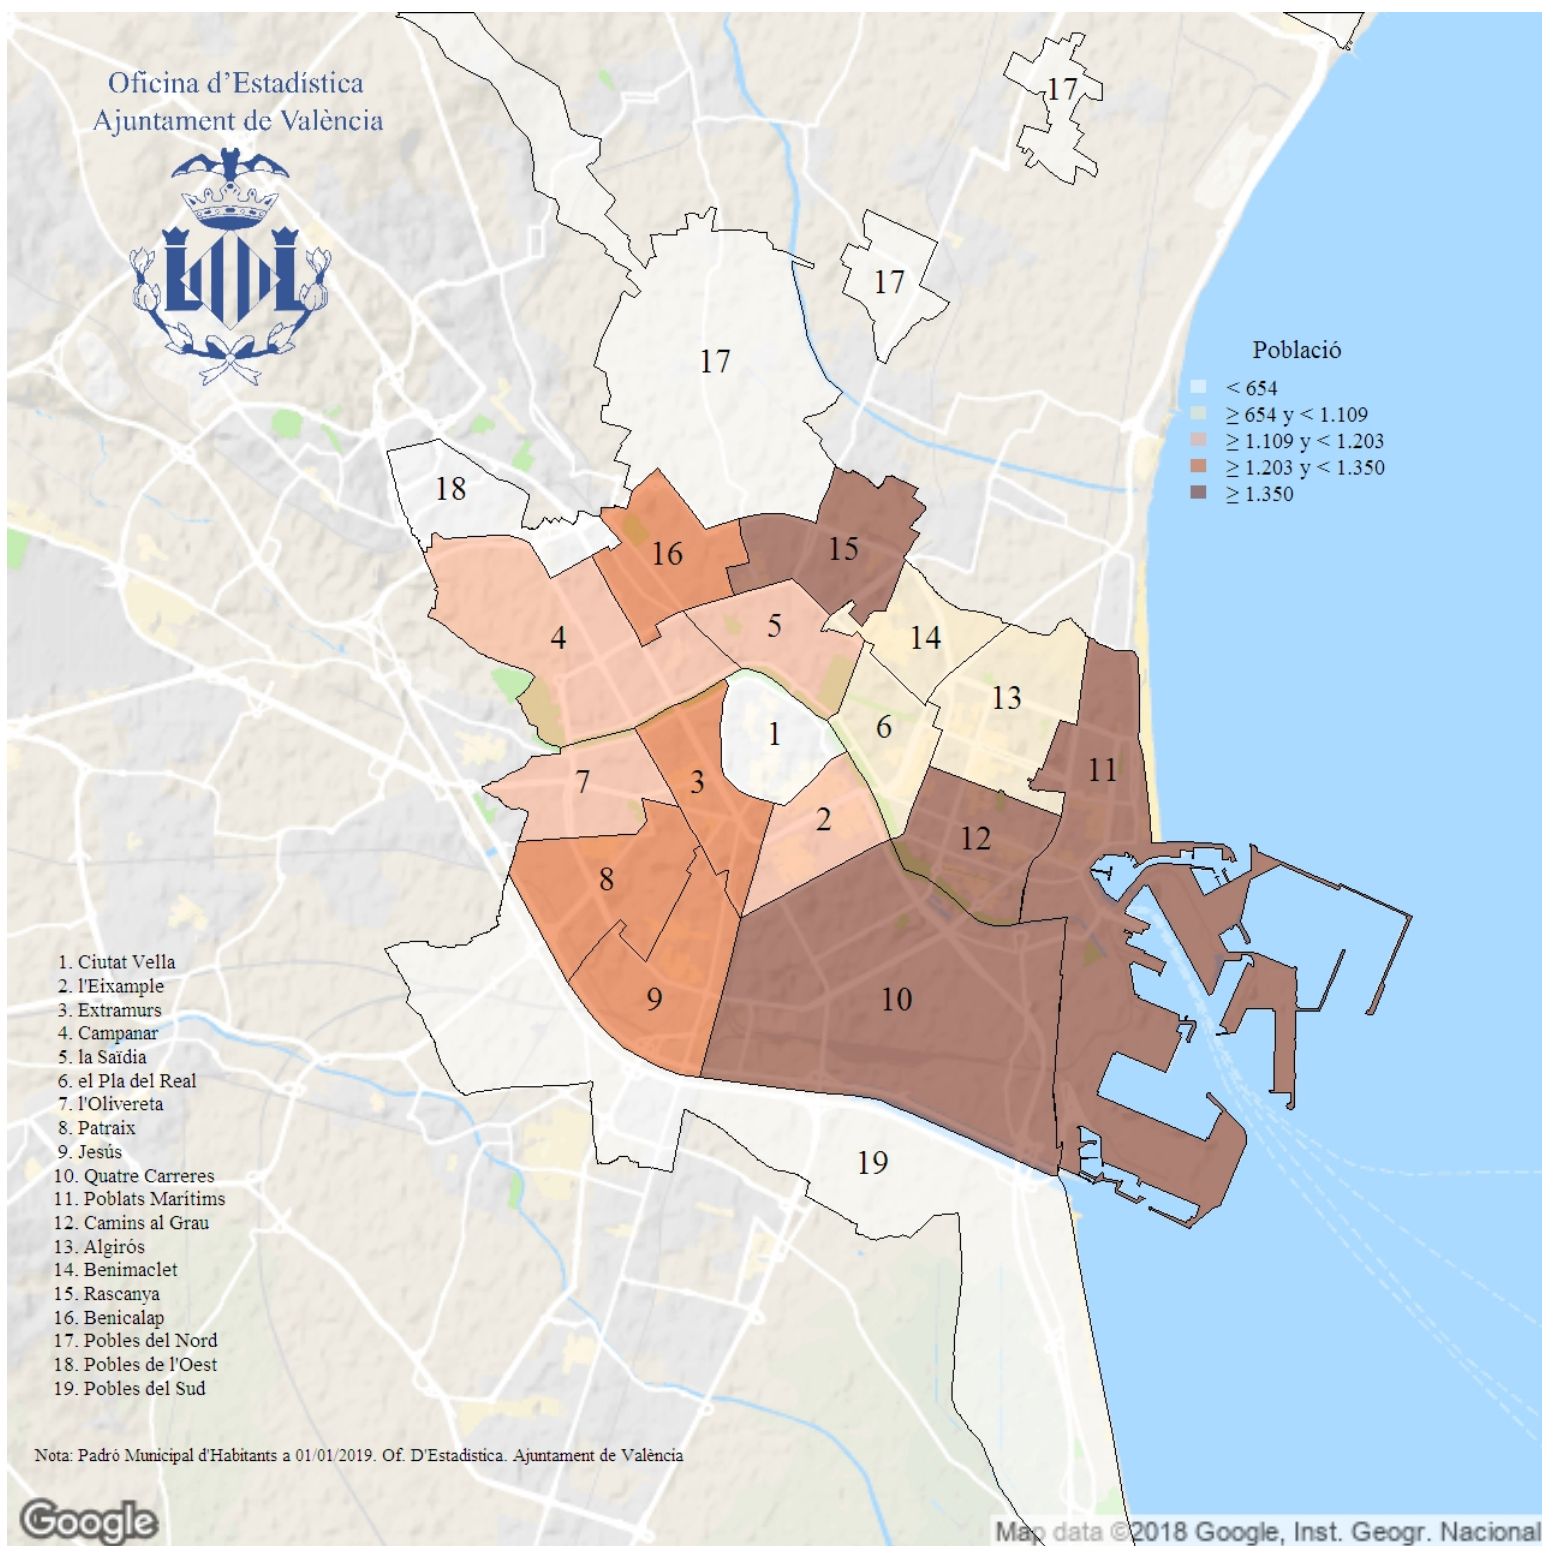 Oficina d'Estadística
Ajuntament de València
17
17
17
Població
< 654
≥ 654 y < 1.109
≥ 1.109 y < 1.203
≥ 1.203 y < 1.350
≥ 1.350
18
16
15
4
5
14
13
6
1
11
7
3
2
12
8
9
10
19
1. Ciutat Vella
2. l'Eixample
3. Extramurs
4. Campanar
5. la Saïdia
6. el Pla del Real
7. l'Olivereta
8. Patraix
9. Jesús
10. Quatre Carreres
11. Poblats Marítims
12. Camins al Grau
13. Algirós
14. Benimaclet
15. Rascanya
16. Benicalap
17. Pobles del Nord
18. Pobles de l'Oest
19. Pobles del Sud
Nota: Padró Municipal d'Habitants a 01/01/2019. Of. D'Estadística. Ajuntament de València
Google
Map data ©2018 Google, Inst. Geogr. Nacional